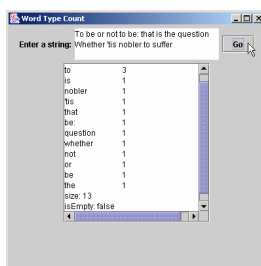 Word Type Count
To be or not to be: that is the question
Enter a string: Whether 'tis nobler to suffer
Go
to 3
is 1
nobler 1
'tis 1
that 1
be: 1
question 1
whether 1
not 1
or 1
be 1
the 1
size: 13
isEmpty: false